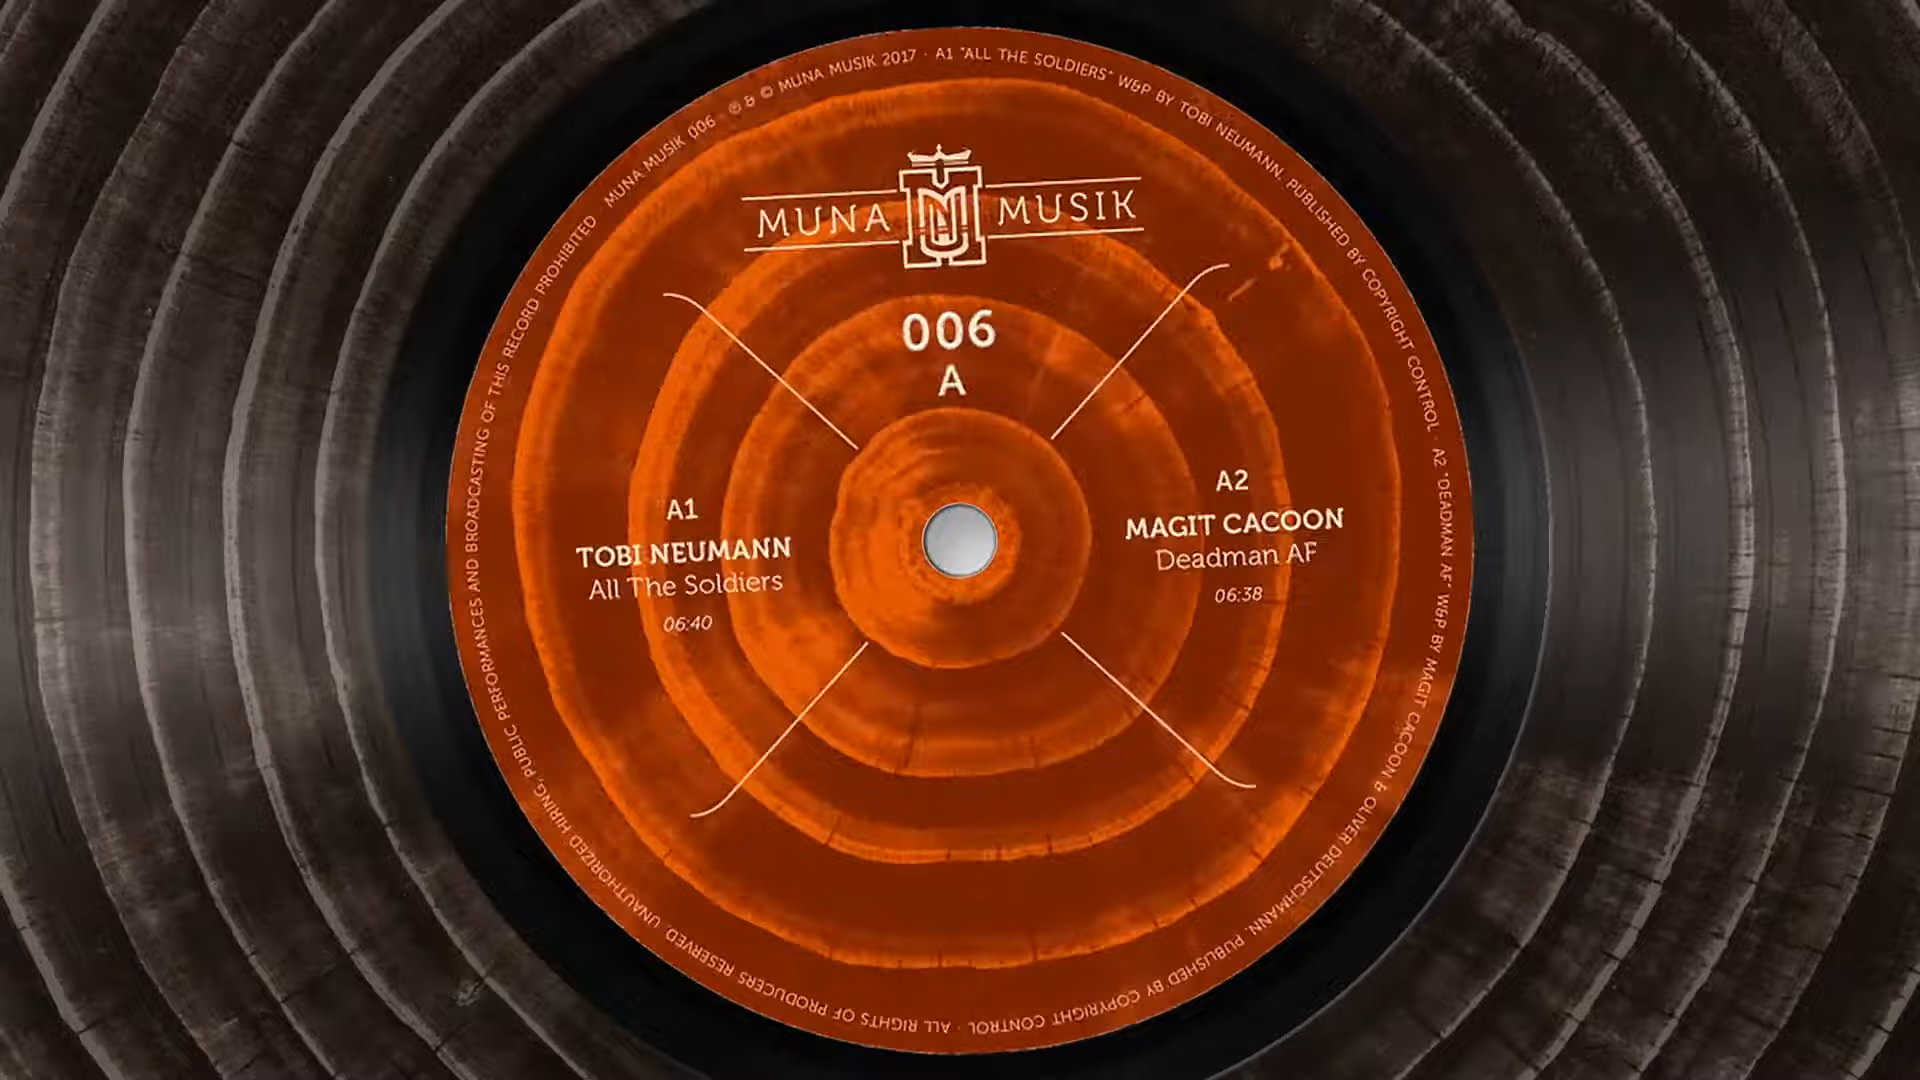 MUNA MUSIK
006
A
A1
TOBI NEUMANN
All The Soldiers
06:40
A2
MAGIT CACOON
Deadman AF
06:38
MUNA MUSIK 006 · ℗ & © MUNA MUSIK 2017 · A1 "ALL THE SOLDIERS" W&P BY TOBI NEUMANN. PUBLISHED BY COPYRIGHT CONTROL · A2 "DEADMAN AF" W&P BY MAGIT CACOON & OLIVER DEUTSCHMANN. PUBLISHED BY COPYRIGHT CONTROL · ALL RIGHTS OF PRODUCERS RESERVED. UNAUTHORIZED HIRING, PUBLIC PERFORMANCES AND BROADCASTING OF THIS RECORD PROHIBITED